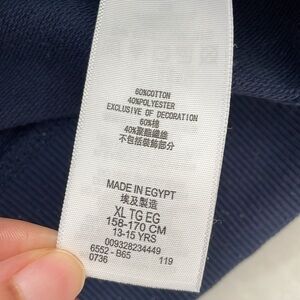 60%COTTON
40%POLYESTER
EXCLUSIVE OF DECORATION
60%棉
40%聚酯纖維
不包括裝飾部分
MADE IN EGYPT
埃及製造
XL TG EG
158-170 CM
13-15 YRS
009328234449 119
6552 - B65
0736